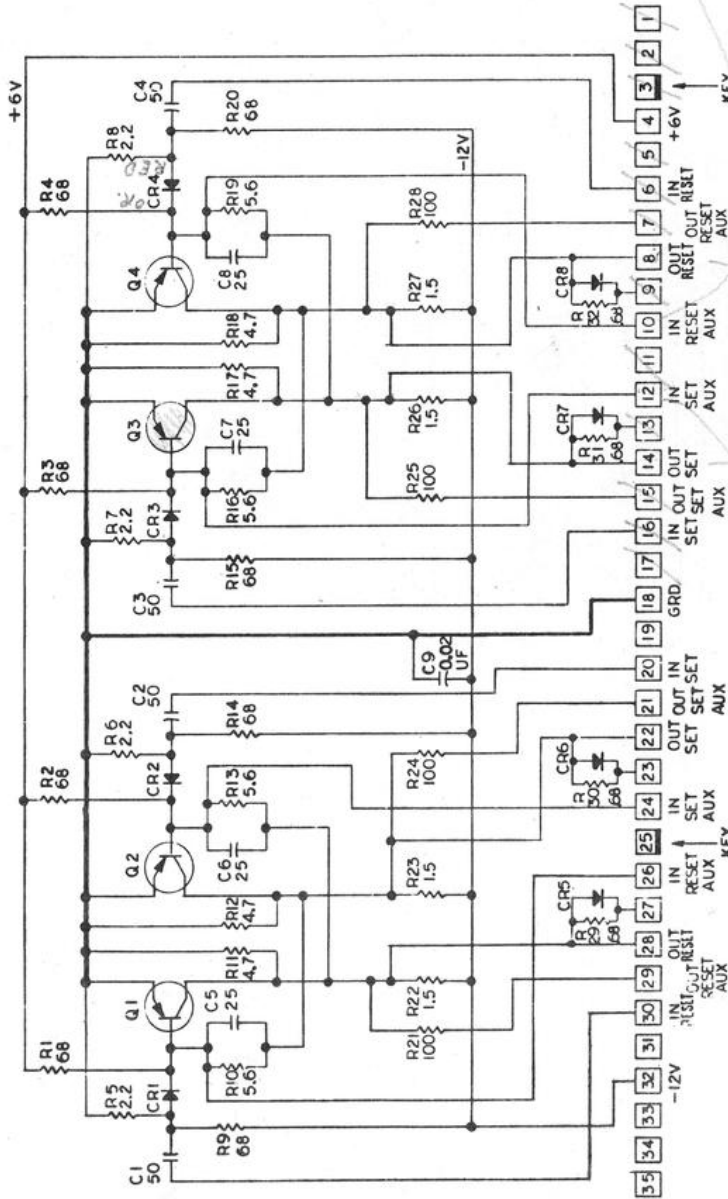 +6V
R1
68
R2
68
R3
68
R4
68
R5
2.2
R6
2.2
R7
2.2
R8
2.2
RED
OR.
Q1
Q2
Q3
Q4
C1
50
CR1
CR2
C2
50
C3
50
CR3
CR4
C4
50
R9
68
R10
5.6
C5
25
R11
4.7
R12
4.7
C6
25
R13
5.6
R14
68
R15
68
R16
5.6
C7
25
R17
4.7
R18
4.7
C8
25
R19
5.6
R20
68
R21
100
R22
1.5
R23
1.5
R24
100
C9
0.02
UF
R25
100
R26
1.5
R27
1.5
R28
100
-12V
R
29
68
CR5
R
30
68
CR6
R
31
68
CR7
R
32
68
CR8
35
34
33
32
31
30
29
28
27
26
25
24
23
22
21
20
19
18
17
16
15
14
13
12
11
10
9
8
7
6
5
4
3
2
1
-12V
IN
RESET
OUT
RESET
AUX
OUT
RESET
IN
RESET
AUX
KEY
IN
SET
AUX
OUT
SET
OUT
SET
AUX
IN
SET
GRD
IN
SET
OUT
SET
AUX
OUT
SET
IN
SET
AUX
IN
RESET
AUX
OUT
RESET
OUT
RESET
AUX
IN
RESET
+6V
KEY